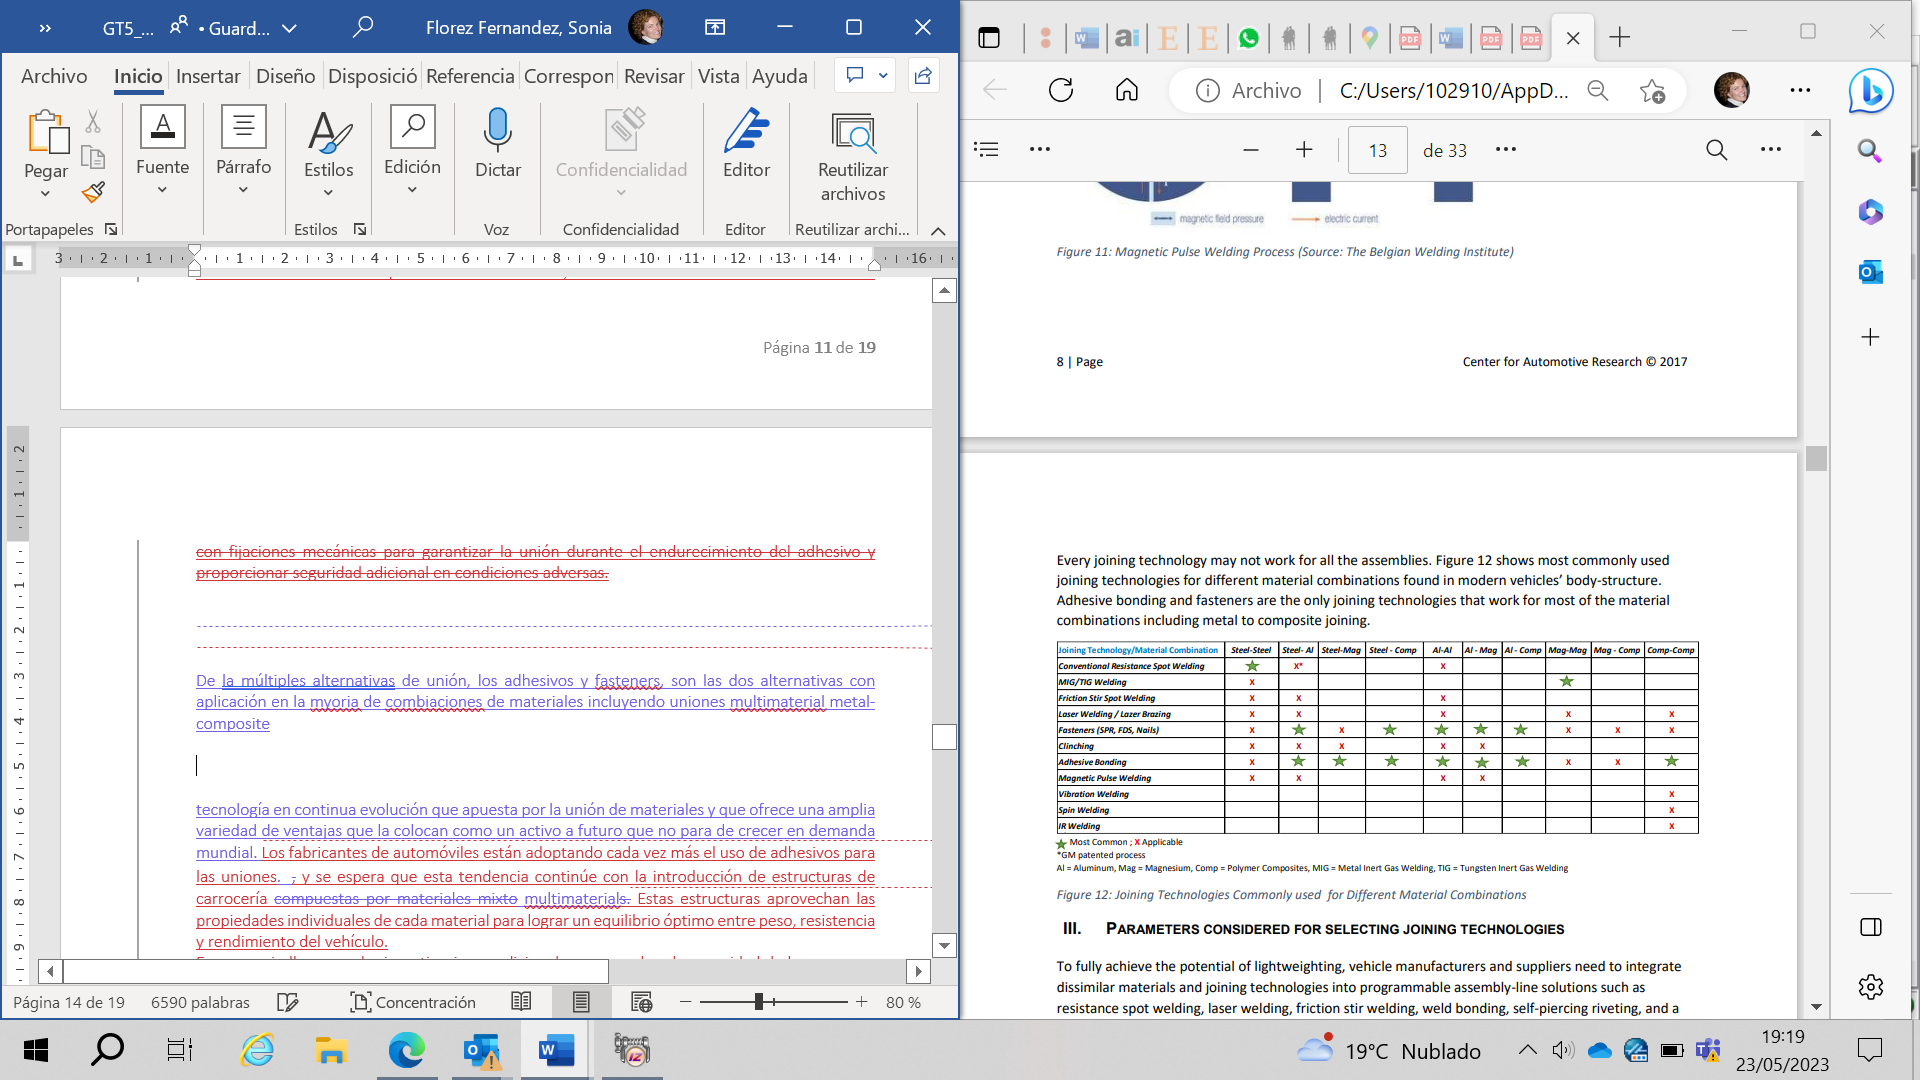 GT5_... • Guard... Florez Fernandez, Sonia
Archivo Inicio Insertar Diseño Disposició Referencia Correspon Revisar Vista Ayuda
Pegar Fuente Párrafo Estilos Edición Dictar Confidencialidad Editor Reutilizar archivos
Portapapeles Estilos Voz Confidencialidad Editor Reutilizar archi...
3 2 1 1 2 3 4 5 6 7 8 9 10 11 12 13 14 16
Página 11 de 19
con fijaciones mecánicas para garantizar la unión durante el endurecimiento del adhesivo y
proporcionar seguridad adicional en condiciones adversas.
De la múltiples alternativas de unión, los adhesivos y fasteners, son las dos alternativas con
aplicación en la myoria de combiaciones de materiales incluyendo uniones multimaterial metal-
composite
tecnología en continua evolución que apuesta por la unión de materiales y que ofrece una amplia
variedad de ventajas que la colocan como un activo a futuro que no para de crecer en demanda
mundial. Los fabricantes de automóviles están adoptando cada vez más el uso de adhesivos para
las uniones. , y se espera que esta tendencia continúe con la introducción de estructuras de
carrocería compuestas por materiales mixto multimaterials. Estas estructuras aprovechan las
propiedades individuales de cada material para lograr un equilibrio óptimo entre peso, resistencia
y rendimiento del vehículo.
Página 14 de 19 6590 palabras Concentración 80 %
Archivo C:/Users/102910/AppD...
13 de 33
magnetic field pressure electric current
Figure 11: Magnetic Pulse Welding Process (Source: The Belgian Welding Institute)
8 | Page Center for Automotive Research © 2017
Every joining technology may not work for all the assemblies. Figure 12 shows most commonly used
joining technologies for different material combinations found in modern vehicles’ body-structure.
Adhesive bonding and fasteners are the only joining technologies that work for most of the material
combinations including metal to composite joining.
Joining Technology/Material Combination Steel-Steel Steel- Al Steel-Mag Steel - Comp Al-Al Al - Mag Al - Comp Mag-Mag Mag - Comp Comp-Comp
Conventional Resistance Spot Welding X* X
MIG/TIG Welding X
Friction Stir Spot Welding X X X
Laser Welding / Lazer Brazing X X X X X
Fasteners (SPR, FDS, Nails) X X X X X
Clinching X X X X X
Adhesive Bonding X X X
Magnetic Pulse Welding X X X X
Vibration Welding X
Spin Welding X
IR Welding X
Most Common ; X Applicable
*GM patented process
Al = Aluminum, Mag = Magnesium, Comp = Polymer Composites, MIG = Metal Inert Gas Welding, TIG = Tungsten Inert Gas Welding
Figure 12: Joining Technologies Commonly used for Different Material Combinations
III. PARAMETERS CONSIDERED FOR SELECTING JOINING TECHNOLOGIES
To fully achieve the potential of lightweighting, vehicle manufacturers and suppliers need to integrate
dissimilar materials and joining technologies into programmable assembly-line solutions such as
resistance spot welding, laser welding, friction stir welding, weld bonding, self-piercing riveting, and a
19°C Nublado
19:19
23/05/2023